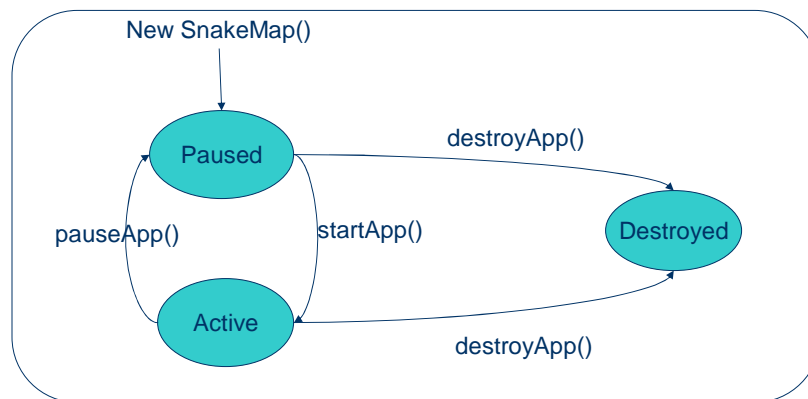 New SnakeMap()
Paused
destroyApp()
pauseApp()
startApp()
Destroyed
Active
destroyApp()